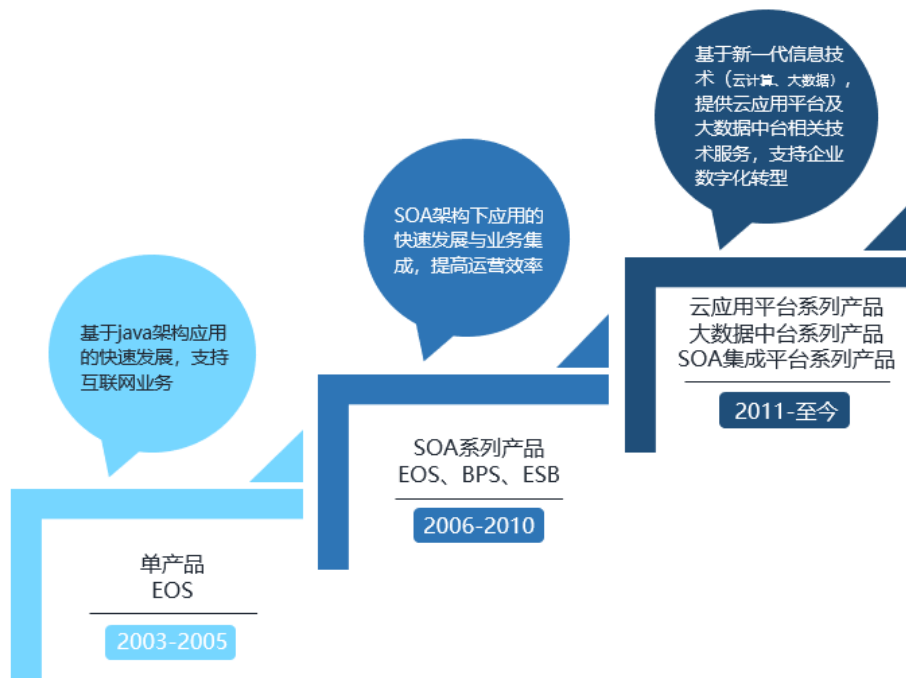 基于java架构应用
的快速发展，支持
互联网业务
单产品
EOS
2003-2005
SOA架构下应用的
快速发展与业务集
成，提高运营效率
SOA系列产品
EOS、BPS、ESB
2006-2010
基于新一代信息技
术（云计算、大数据），
提供云应用平台及
大数据中台相关技
术服务，支持企业
数字化转型
云应用平台系列产品
大数据中台系列产品
SOA集成平台系列产品
2011-至今